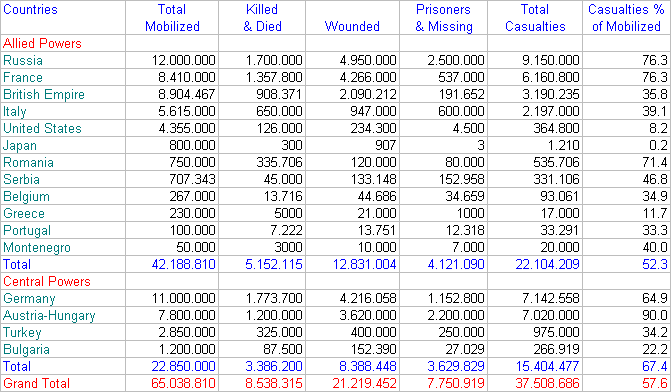 Countries Total Mobilized Killed & Died Wounded Prisoners & Missing Total Casualties Casualties % of Mobilized
Allied Powers
Russia 12.000.000 1.700.000 4.950.000 2.500.000 9.150.000 76.3
France 8.410.000 1.357.800 4.266.000 537.000 6.160.800 76.3
British Empire 8.904.467 908.371 2.090.212 191.652 3.190.235 35.8
Italy 5.615.000 650.000 947.000 600.000 2.197.000 39.1
United States 4.355.000 126.000 234.300 4.500 364.800 8.2
Japan 800.000 300 907 3 1.210 0.2
Romania 750.000 335.706 120.000 80.000 535.706 71.4
Serbia 707.343 45.000 133.148 152.958 331.106 46.8
Belgium 267.000 13.716 44.686 34.659 93.061 34.9
Greece 230.000 5000 21.000 1000 17.000 11.7
Portugal 100.000 7.222 13.751 12.318 33.291 33.3
Montenegro 50.000 3000 10.000 7.000 20.000 40.0
Total 42.188.810 5.152.115 12.831.004 4.121.090 22.104.209 52.3
Central Powers
Germany 11.000.000 1.773.700 4.216.058 1.152.800 7.142.558 64.9
Austria-Hungary 7.800.000 1.200.000 3.620.000 2.200.000 7.020.000 90.0
Turkey 2.850.000 325.000 400.000 250.000 975.000 34.2
Bulgaria 1.200.000 87.500 152.390 27.029 266.919 22.2
Total 22.850.000 3.386.200 8.388.448 3.629.829 15.404.477 67.4
Grand Total 65.038.810 8.538.315 21.219.452 7.750.919 37.508.686 57.6